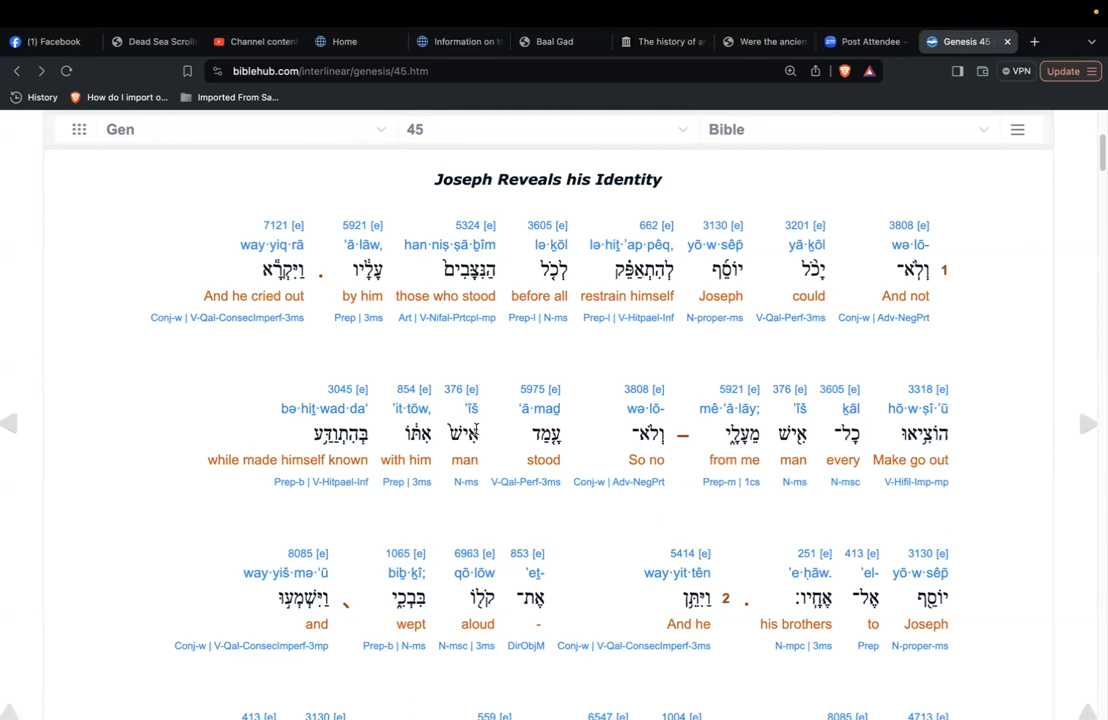 (1) Facebook Dead Sea Scroll Channel conten Home Information on t Baal Gad The history of a Were the ancien Post Attendee - Genesis 45
biblehub.com/interlinear/genesis/45.htm VPN Update
History How do I import o... Imported From Sa...
Gen 45 Bible
Joseph Reveals his Identity
7121 [e] 5921 [e] 5324 [e] 3605 [e] 662 [e] 3130 [e] 3201 [e] 3808 [e]
way·yiq·rā ‘ā·lāw, han·niṣ·ṣā·ḇîm lə·ḵōl lə·hiṯ·’ap·pêq, yō·w·sêp̄ yā·ḵōl wə·lō-
1 וְלֹֽא־ יָכֹ֨ל יוֹסֵ֜ף לְהִתְאַפֵּ֗ק לְכֹ֤ל הַנִּצָּבִים֙ עָלָ֔יו . וַיִּקְרָ֕א
And he cried out by him those who stood before all restrain himself Joseph could And not
Conj-w | V-Qal-ConsecImperf-3ms Prep | 3ms Art | V-Nifal-Prtcpl-mp Prep-l | N-ms Prep-l | V-Hitpael-Inf N-proper-ms V-Qal-Perf-3ms Conj-w | Adv-NegPrt
3045 [e] 854 [e] 376 [e] 5975 [e] 3808 [e] 5921 [e] 376 [e] 3605 [e] 3318 [e]
bə·hiṯ·wad·da‘ ’it·tōw, ’îš ‘ā·maḏ wə·lō- mê·‘ā·lāy; ’îš ḵāl hō·w·ṣî·’ū
הוֹצִ֥יאוּ כָל־ אִ֖ישׁ מֵעָלָ֑י – וְלֹא־ עָ֤מַד אִישׁ֙ אִתּ֔וֹ בְּהִתְוַדַּ֥ע
while made himself known with him man stood So no from me man every Make go out
Prep-b | V-Hitpael-Inf Prep | 3ms N-ms V-Qal-Perf-3ms Conj-w | Adv-NegPrt Prep-m | 1cs N-ms N-msc V-Hifil-Imp-mp
8085 [e] 1065 [e] 6963 [e] 853 [e] 5414 [e] 251 [e] 413 [e] 3130 [e]
way·yiš·mə·‘ū biḇ·ḵî; qō·lōw ’eṯ- way·yit·tên ’e·ḥāw. ’el- yō·w·sêp̄
יוֹסֵ֖ף אֶל־ אֶחָֽיו׃ . 2 וַיִּתֵּ֥ן אֶת־ קֹל֖וֹ בִּבְכִ֑י 、 וַיִּשְׁמְע֣וּ
and wept aloud - And he his brothers to Joseph
Conj-w | V-Qal-ConsecImperf-3mp Prep-b | N-ms N-msc | 3ms DirObjM Conj-w | V-Qal-ConsecImperf-3ms N-mpc | 3ms Prep N-proper-ms
413 [e] 3130 [e] 559 [e] 6547 [e] 1004 [e] 8085 [e] 4713 [e]